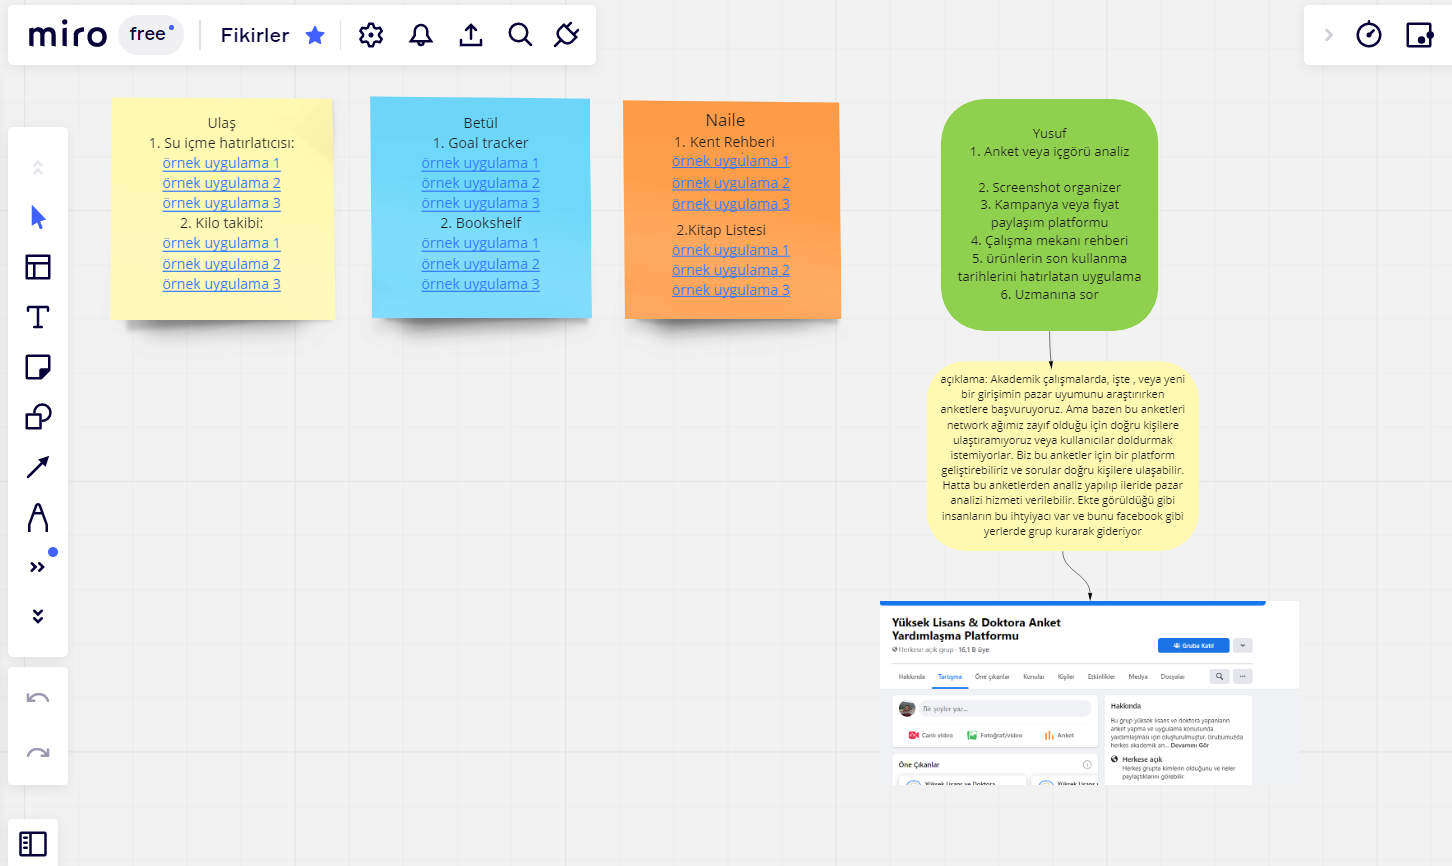 miro
free
Fikirler
Ulaş
1. Su içme hatırlatıcısı:
örnek uygulama 1
örnek uygulama 2
örnek uygulama 3
2. Kilo takibi:
örnek uygulama 1
örnek uygulama 2
örnek uygulama 3
Betül
1. Goal tracker
örnek uygulama 1
örnek uygulama 2
örnek uygulama 3
2. Bookshelf
örnek uygulama 1
örnek uygulama 2
örnek uygulama 3
Naile
1. Kent Rehberi
örnek uygulama 1
örnek uygulama 2
örnek uygulama 3
2.Kitap Listesi
örnek uygulama 1
örnek uygulama 2
örnek uygulama 3
Yusuf
1. Anket veya içgörü analiz
2. Screenshot organizer
3. Kampanya veya fiyat
paylaşım platformu
4. Çalışma mekanı rehberi
5. ürünlerin son kullanma
tarihlerini hatırlatan uygulama
6. Uzmanına sor
açıklama: Akademik çalışmalarda, işte , veya yeni
bir girişimin pazar uyumunu araştırırken
anketlere başvuruyoruz. Ama bazen bu anketleri
network ağımız zayıf olduğu için doğru kişilere
ulaştıramıyoruz veya kullanıcılar doldurmak
istemiyorlar. Biz bu anketler için bir platform
geliştirebiliriz ve sorular doğru kişilere ulaşabilir.
Hatta bu anketlerden analiz yapılıp ileride pazar
analizi hizmeti verilebilir. Ekte görüldüğü gibi
insanların bu ihtyiyacı var ve bunu facebook gibi
yerlerde grup kurarak gideriyor
Yüksek Lisans & Doktora Anket
Yardımlaşma Platformu
Herkese açık grup · 16,1 B üye
Gruba Katıl
Hakkında
Tartışma
Öne çıkanlar
Konular
Kişiler
Etkinlikler
Medya
Dosyalar
Bir şeyler yaz...
Canlı video
Fotoğraf/Video
Anket
Öne Çıkanlar
Yüksek Lisans ve Doktora
Yüksek Lisans
Hakkında
Bu grup yüksek lisans ve doktora yapanların
anket yapma ve uygulama konusunda
yardımlaşması için oluşturulmuştur. Grubumuzda
herkes akademik an... Devamını Gör
Herkese açık
Herkes grupta kimlerin olduğunu ve neler
paylaştıklarını görebilir.